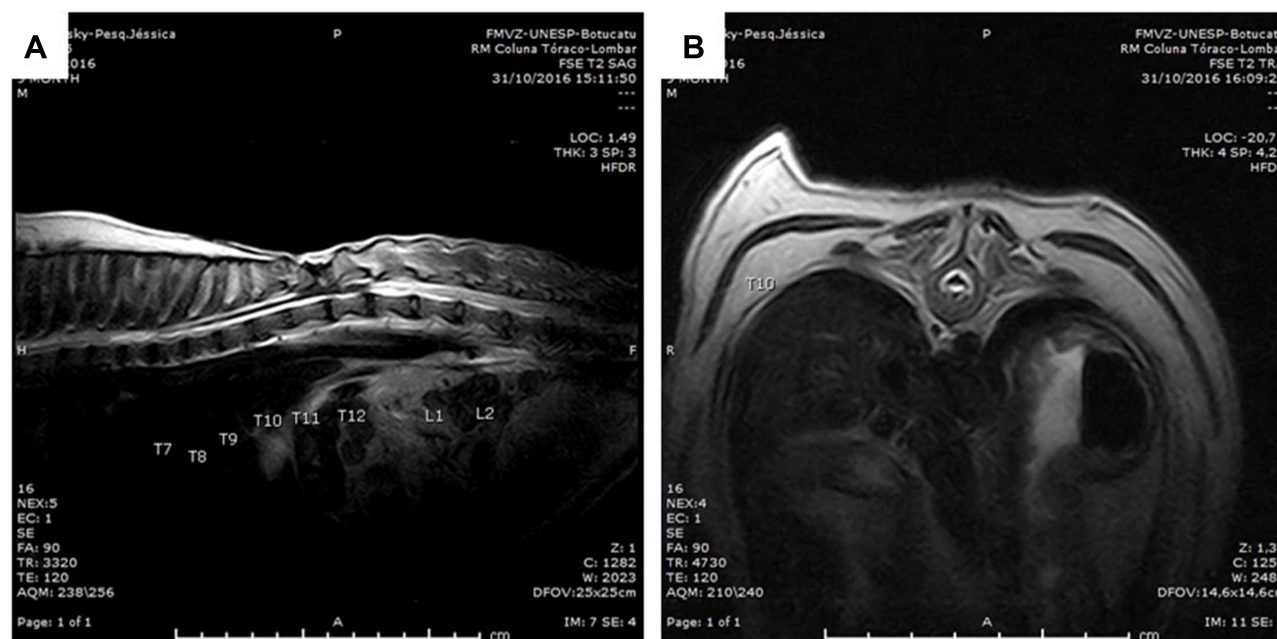 A
sky-Pesq.Jéssica
P
FMVZ-UNESP-Botucatu
RM Coluna Tóraco-Lombar
016
FSE T2 SAG
MONTH
31/10/2016 15:11:50
M
---
---
LOC: 1,49
THK: 3 SP: 3
HFDR
H
F
T7
T8
T9
T10
T11
T12
L1
L2
16
NEX:5
EC: 1
SE
FA: 90
TR: 3320
TE: 120
AQM: 238\256
Z: 1
C: 1282
W: 2023
DFOV:25x25cm
Page: 1 of 1
A
IM: 7 SE: 4
cm
B
sky-Pesq.Jéssica
P
FMVZ-UNESP-Botucatu
RM Coluna Tóraco-Lomba
016
FSE T2 TR
MONTH
31/10/2016 16:09:2
M
--
--
LOC: -20,7
THK: 4 SP: 4,2
HFD
T10
R
16
NEX:4
EC: 1
SE
FA: 90
TR: 4730
TE: 120
AQM: 210\240
Z: 1,3
C: 125
W: 248
DFOV:14,6x14,6c
Page: 1 of 1
A
IM: 11 SE:
cm